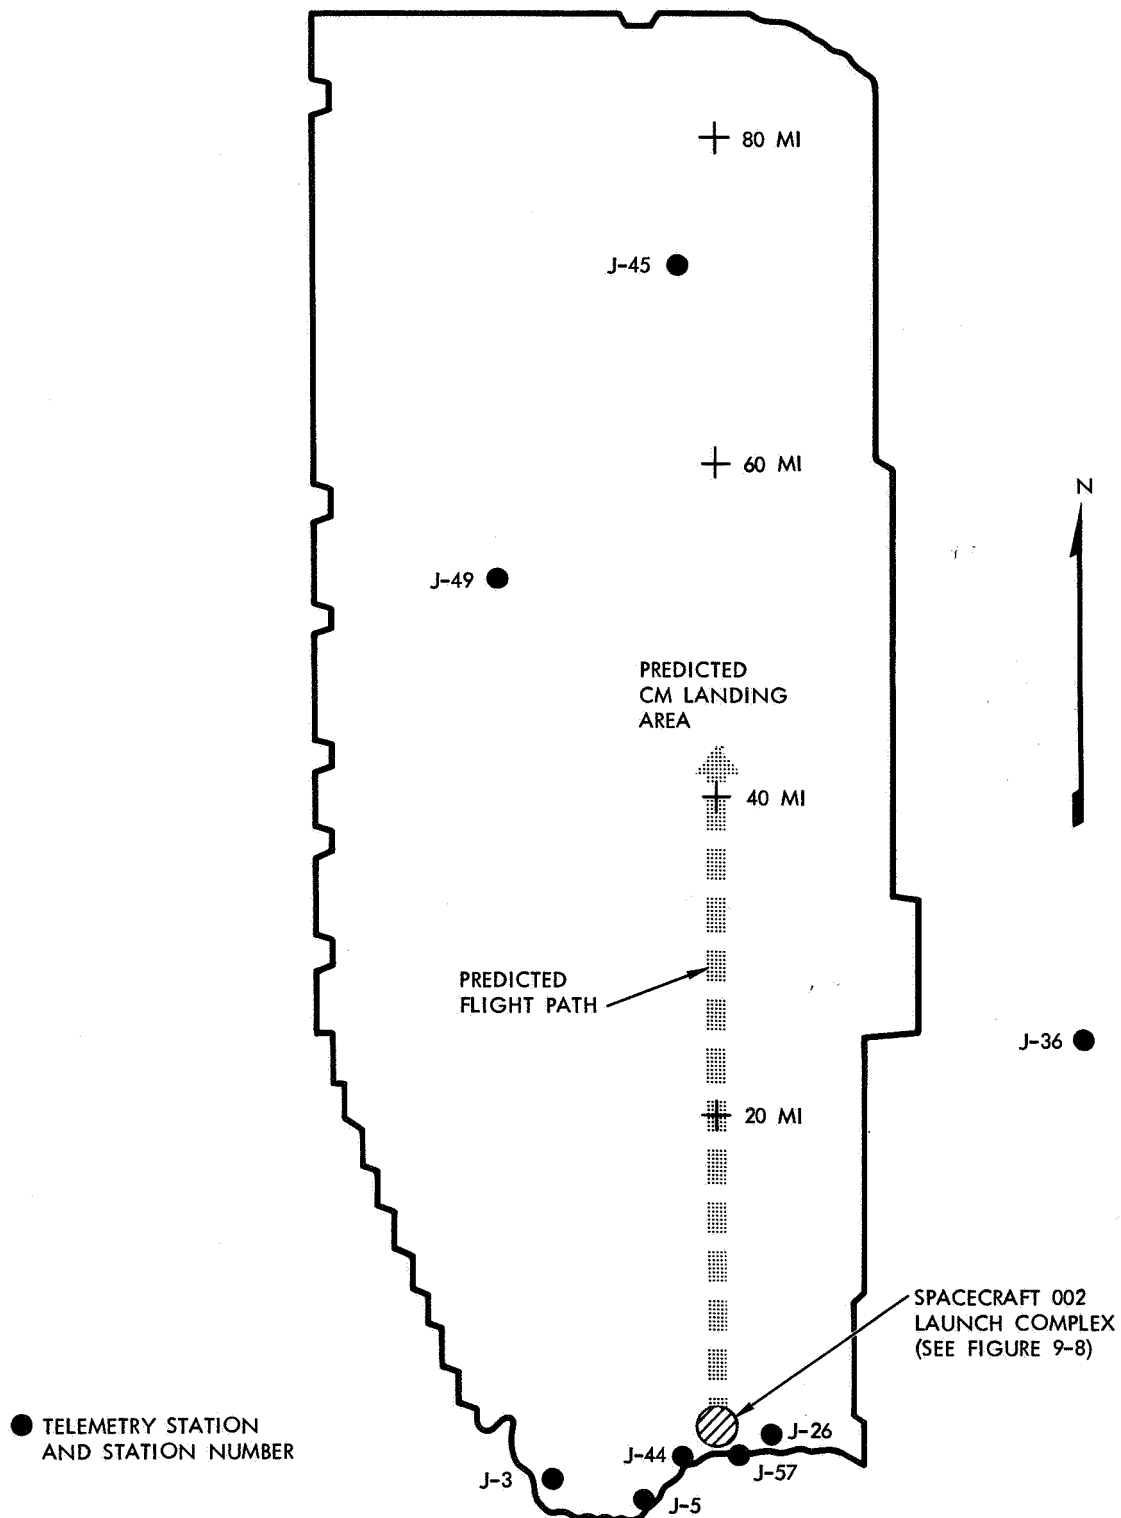 80 MI
J-45
60 MI
N
J-49
PREDICTED
CM LANDING
AREA
40 MI
PREDICTED
FLIGHT PATH
J-36
20 MI
SPACECRAFT 002
LAUNCH COMPLEX
(SEE FIGURE 9-8)
TELEMETRY STATION
AND STATION NUMBER
J-26
J-44
J-57
J-3
J-5